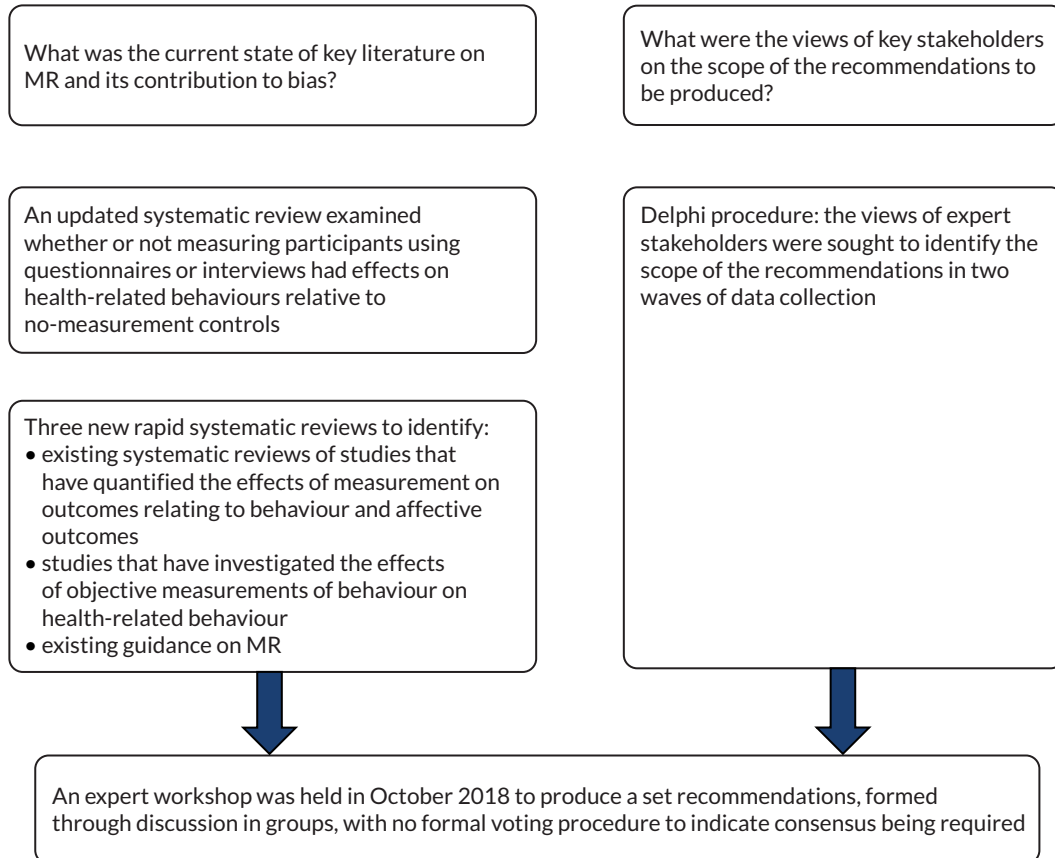 What was the current state of key literature on
MR and its contribution to bias?
What were the views of key stakeholders
on the scope of the recommendations to
be produced?
An updated systematic review examined
whether or not measuring participants using
questionnaires or interviews had effects on
health-related behaviours relative to
no-measurement controls
Delphi procedure: the views of expert
stakeholders were sought to identify the
scope of the recommendations in two
waves of data collection
Three new rapid systematic reviews to identify:
• existing systematic reviews of studies that
have quantified the effects of measurement on
outcomes relating to behaviour and affective
outcomes
• studies that have investigated the effects
of objective measurements of behaviour on
health-related behaviour
• existing guidance on MR
An expert workshop was held in October 2018 to produce a set recommendations, formed
through discussion in groups, with no formal voting procedure to indicate consensus being required